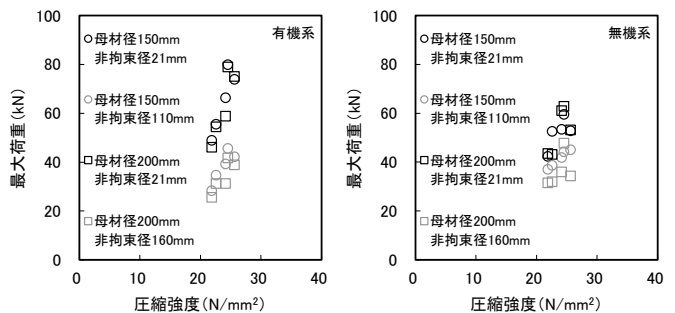 有機系
○母材径150mm
非拘束径21mm
○母材径150mm
非拘束径110mm
□母材径200mm
非拘束径21mm
□母材径200mm
非拘束径160mm
最大荷重(kN)
100
80
60
40
20
0
0
10
20
30
40
圧縮強度(N/mm²)
無機系
○母材径150mm
非拘束径21mm
○母材径150mm
非拘束径110mm
□母材径200mm
非拘束径21mm
□母材径200mm
非拘束径160mm
最大荷重(kN)
100
80
60
40
20
0
0
10
20
30
40
圧縮強度(N/mm²)